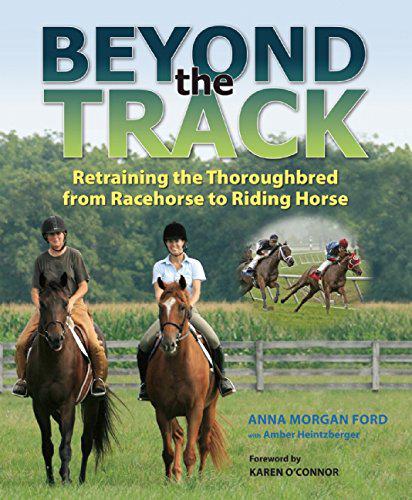 BEYOND
the
TRACK
Retraining the Thoroughbred
from Racehorse to Riding Horse
ANNA MORGAN FORD
with Amber Heintzberger
Foreword by
KAREN O'CONNOR